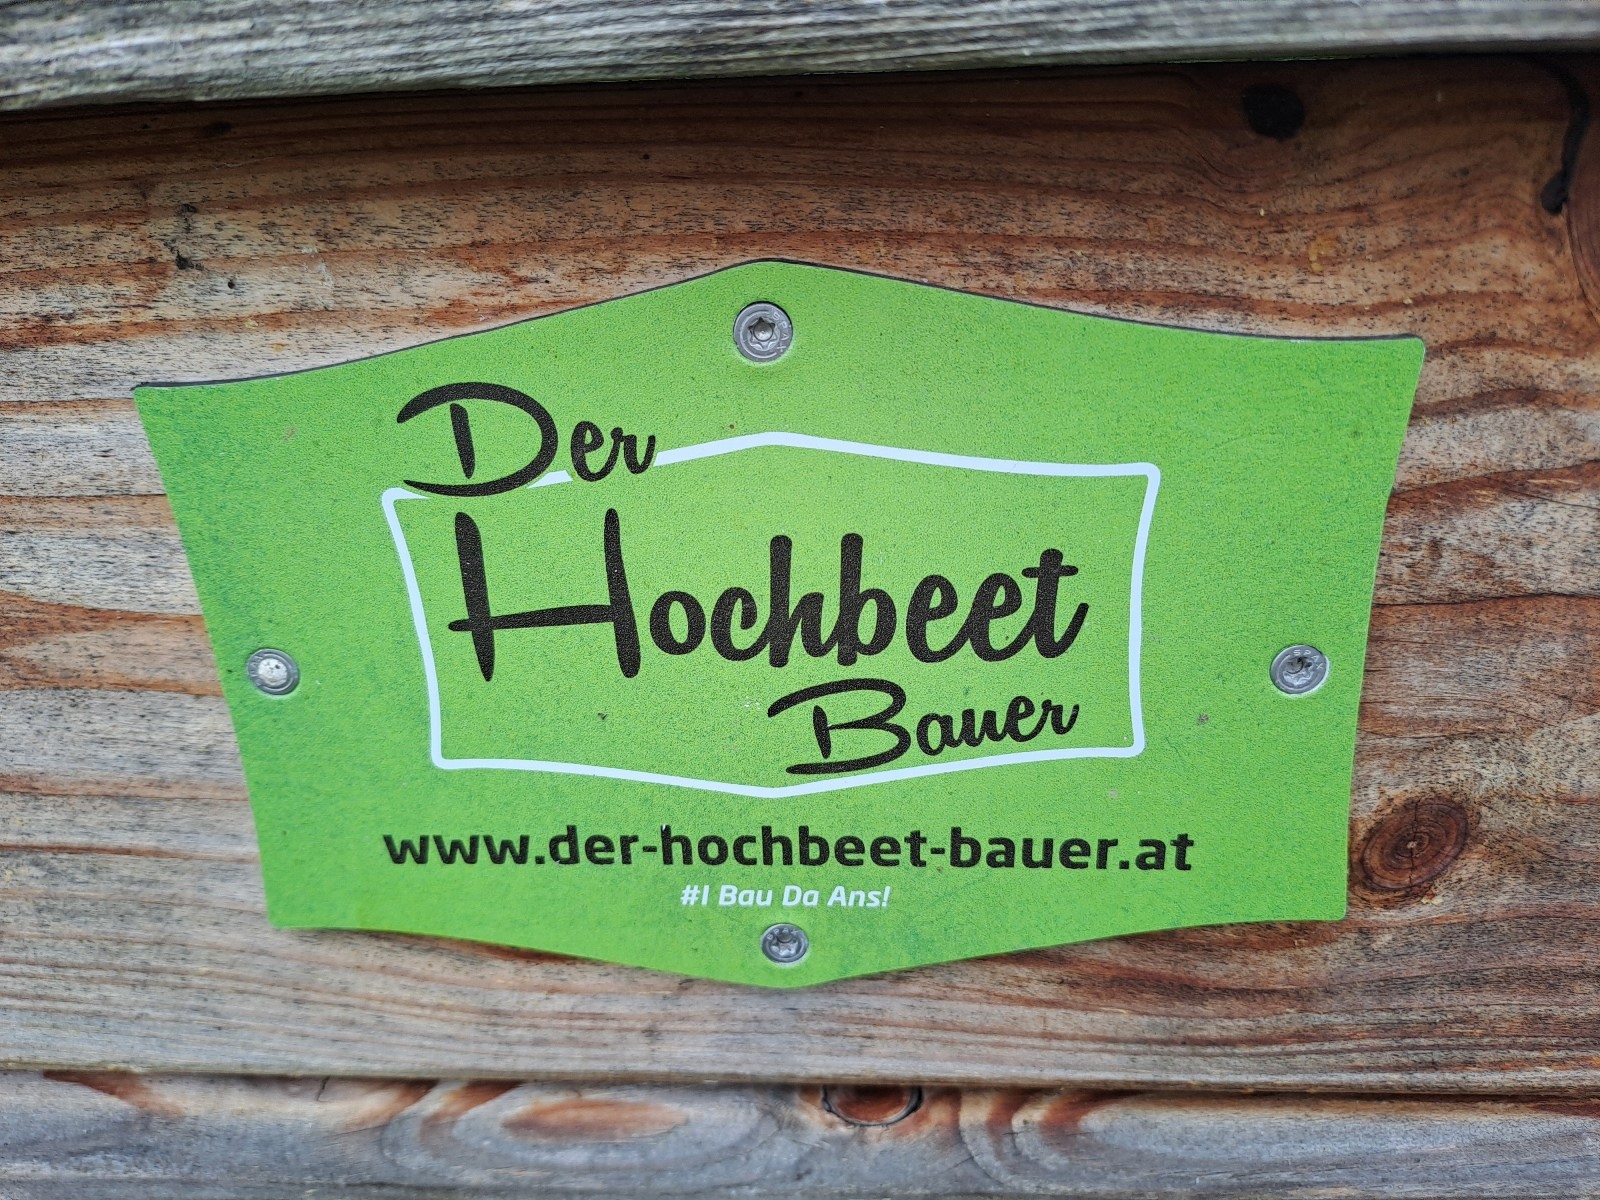 Der
Hochbeet
Bauer
www.der-hochbeet-bauer.at
#I Bau Da Ans!